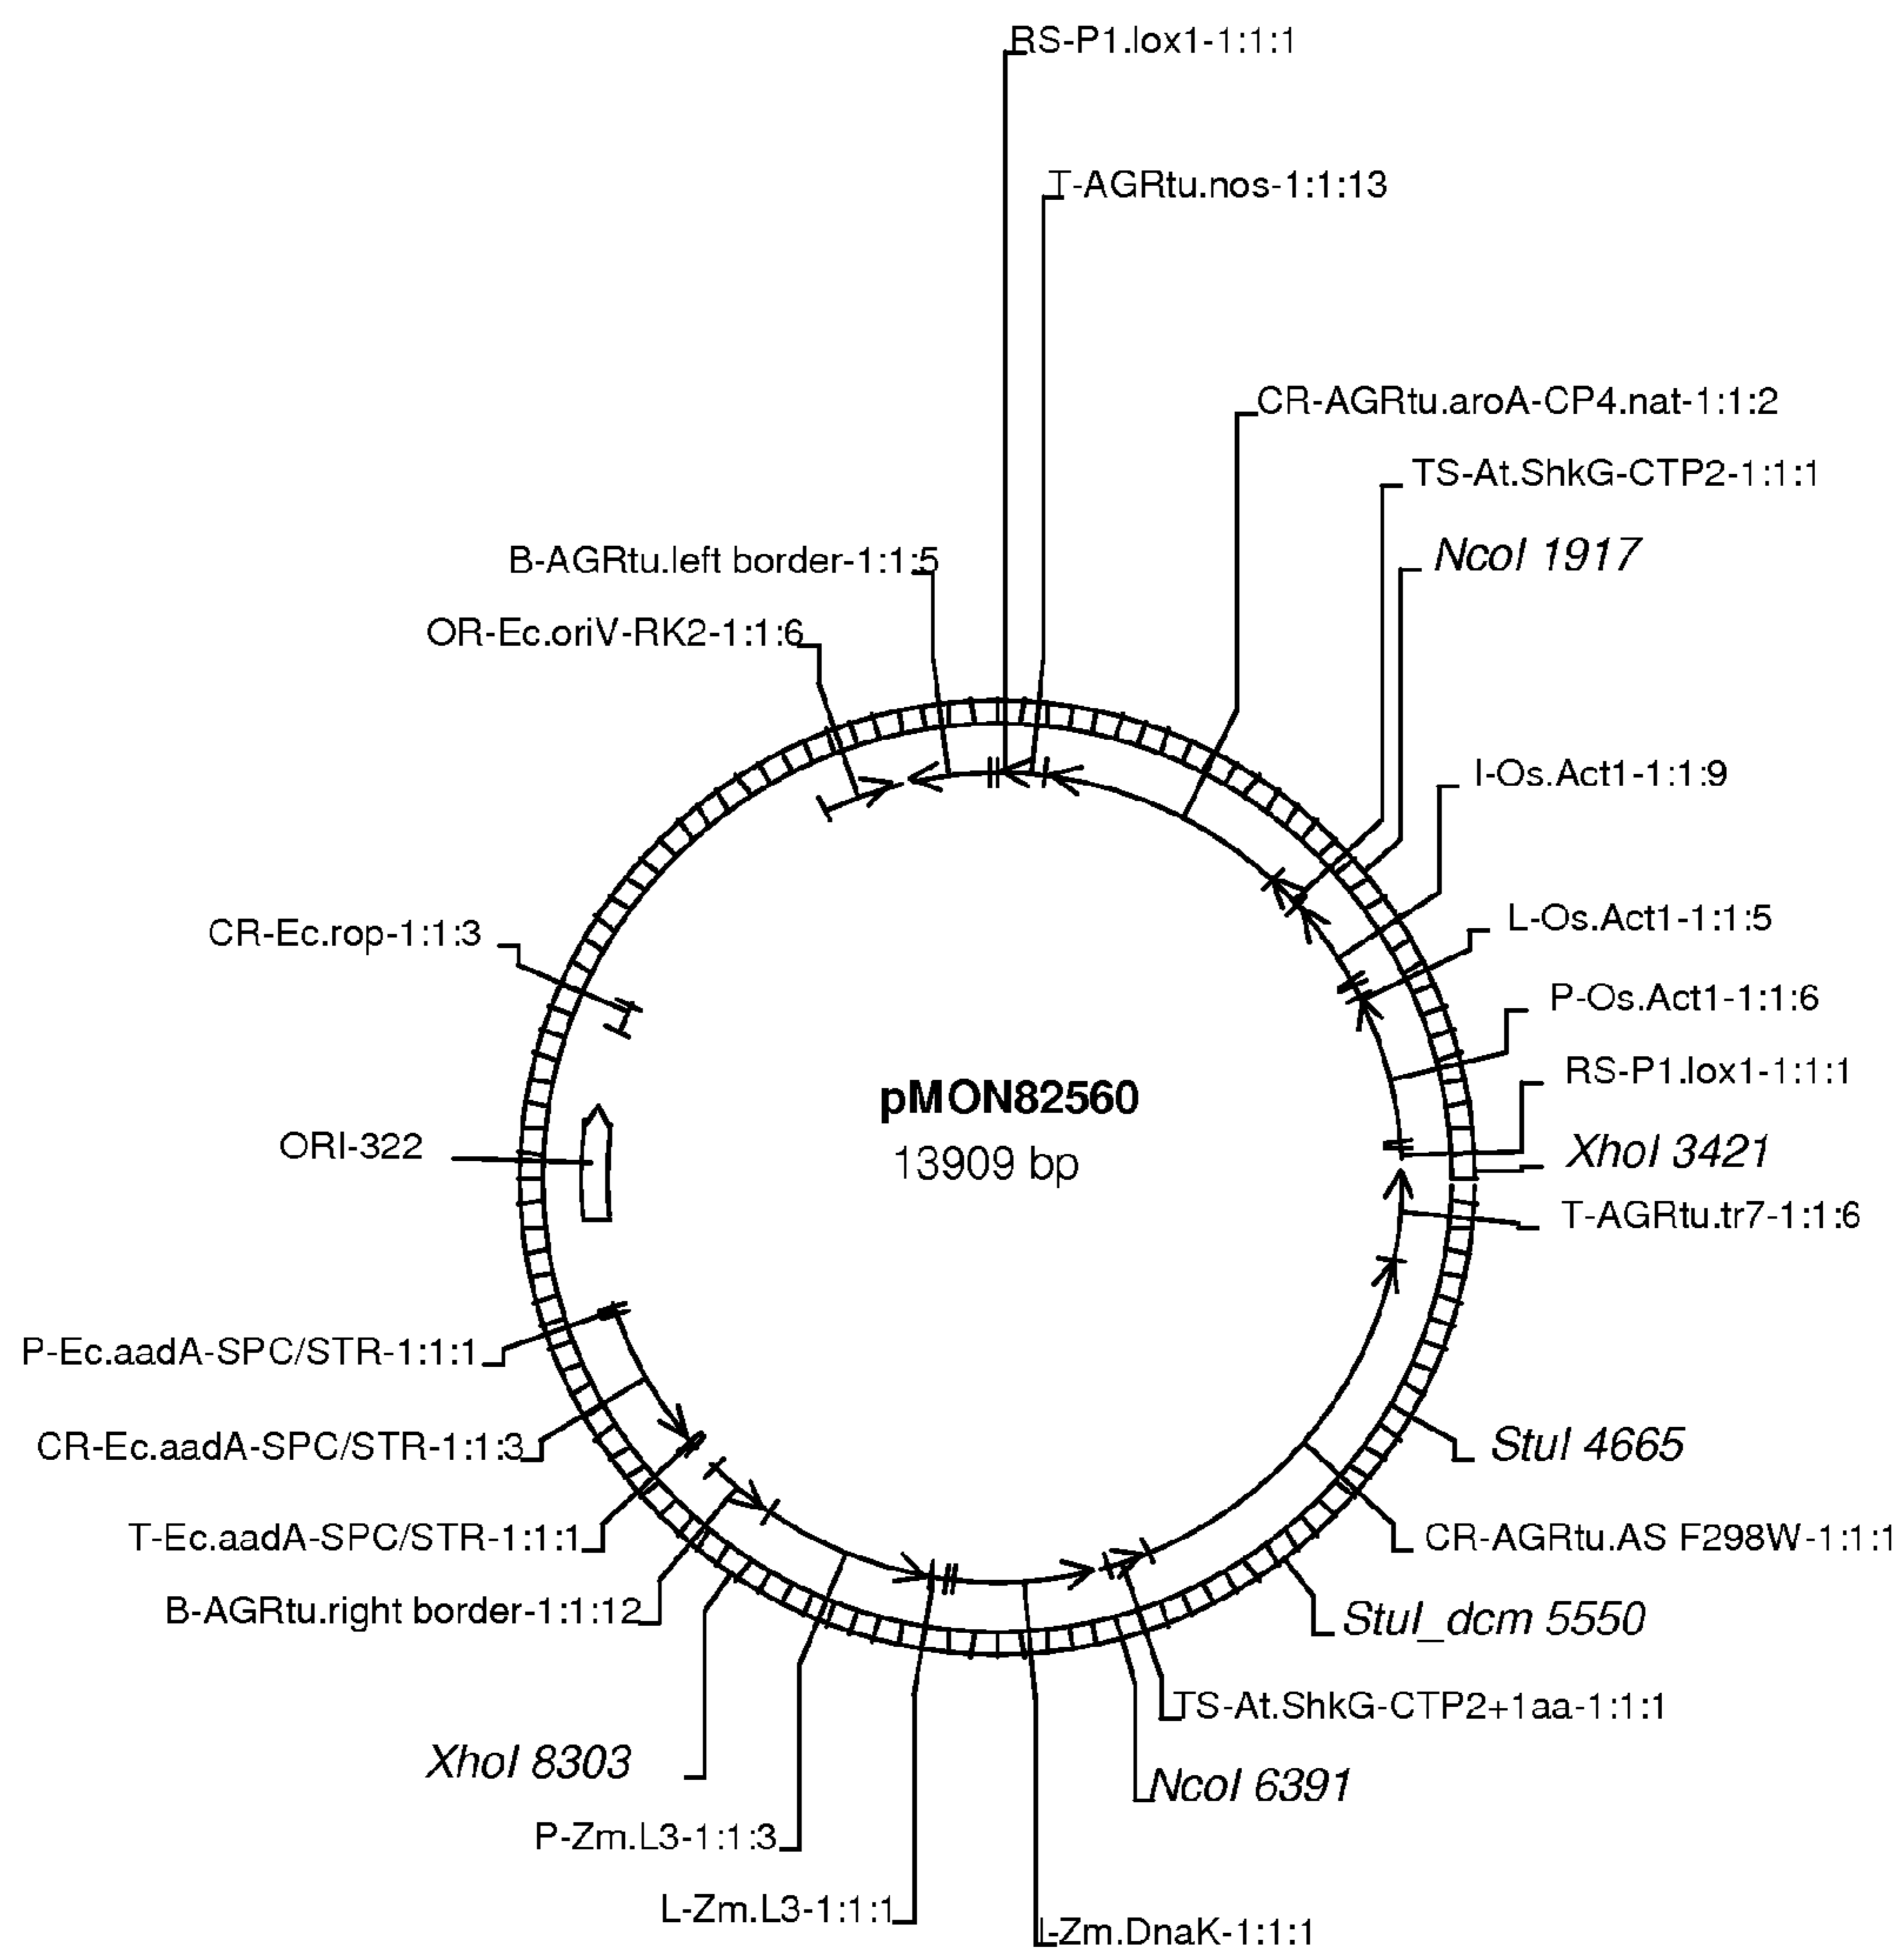 RS-P1.lox1-1:1:1
T-AGRtu.nos-1:1:13
CR-AGRtu.aroA-CP4.nat-1:1:2
TS-At.ShkG-CTP2-1:1:1
NcoI 1917
B-AGRtu.left border-1:1:5
OR-Ec.oriV-RK2-1:1:6
I-Os.Act1-1:1:9
L-Os.Act1-1:1:5
CR-Ec.rop-1:1:3
P-Os.Act1-1:1:6
RS-P1.lox1-1:1:1
pMON82560
13909 bp
ORI-322
XhoI 3421
T-AGRtu.tr7-1:1:6
P-Ec.aadA-SPC/STR-1:1:1
CR-Ec.aadA-SPC/STR-1:1:3
StuI 4665
T-Ec.aadA-SPC/STR-1:1:1
CR-AGRtu.AS F298W-1:1:1
B-AGRtu.right border-1:1:12
StuI_dcm 5550
TS-At.ShkG-CTP2+1aa-1:1:1
XhoI 8303
NcoI 6391
P-Zm.L3-1:1:3
L-Zm.L3-1:1:1
I-Zm.DnaK-1:1:1